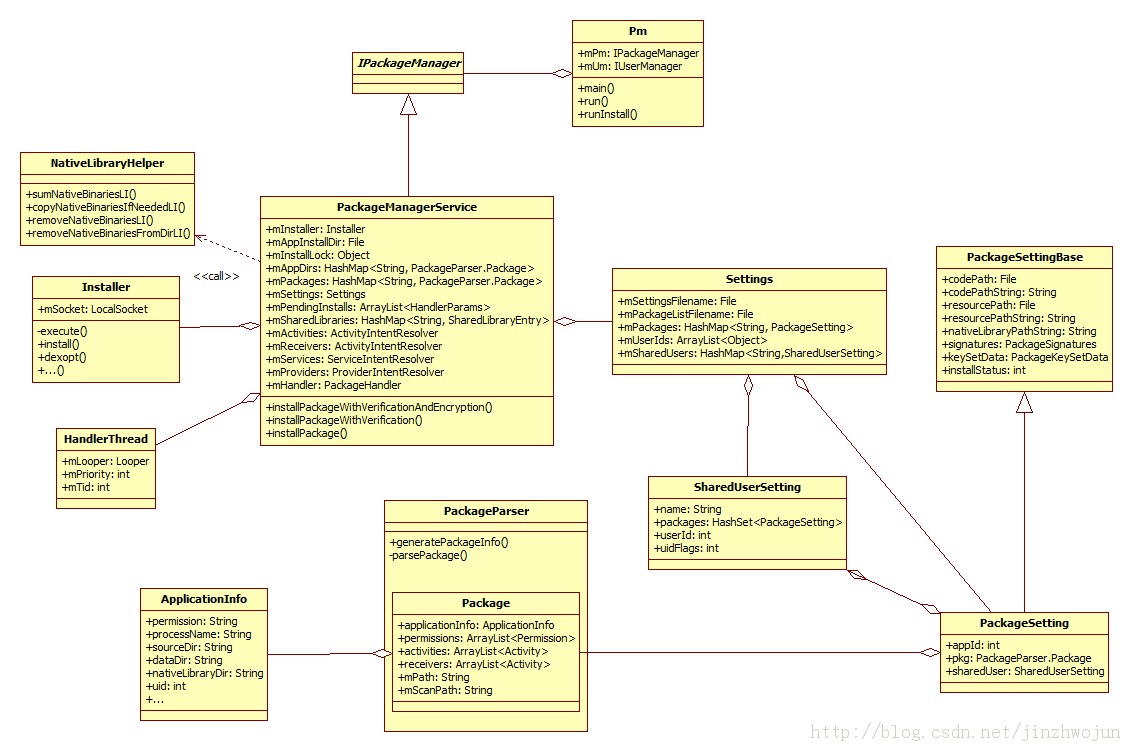 Pm
+mPm: IPackageManager
+mUm: IUserManager
+main()
+run()
+runInstall()
IPackageManager
NativeLibraryHelper
+sumNativeBinariesLI()
+copyNativeBinariesIfNeededLI()
+removeNativeBinariesLI()
+removeNativeBinariesFromDirLI()
<<call>>
PackageManagerService
+mInstaller: Installer
+mAppInstallDir: File
+mInstallLock: Object
+mAppDirs: HashMap<String, PackageParser.Package>
+mPackages: HashMap<String, PackageParser.Package>
+mSettings: Settings
+mPendingInstalls: ArrayList<HandlerParams>
+mSharedLibraries: HashMap<String, SharedLibraryEntry>
+mActivities: ActivityIntentResolver
+mReceivers: ActivityIntentResolver
+mServices: ServiceIntentResolver
+mProviders: ProviderIntentResolver
+mHandler: PackageHandler
+installPackageWithVerificationAndEncryption()
+installPackageWithVerification()
+installPackage()
Installer
+mSocket: LocalSocket
-execute()
+install()
+dexopt()
+...()
HandlerThread
+mLooper: Looper
+mPriority: int
+mTid: int
Settings
+mSettingsFilename: File
+mPackageListFilename: File
+mPackages: HashMap<String, PackageSetting>
+mUserIds: ArrayList<Object>
+mSharedUsers: HashMap<String,SharedUserSetting>
PackageSettingBase
+codePath: File
+codePathString: String
+resourcePath: File
+resourcePathString: String
+nativeLibraryPathString: String
+signatures: PackageSignatures
+keySetData: PackageKeySetData
+installStatus: int
SharedUserSetting
+name: String
+packages: HashSet<PackageSetting>
+userId: int
+uidFlags: int
PackageParser
+generatePackageInfo()
-parsePackage()
Package
+applicationInfo: ApplicationInfo
+permissions: ArrayList<Permission>
+activities: ArrayList<Activity>
+receivers: ArrayList<Activity>
+mPath: String
+mScanPath: String
ApplicationInfo
+permission: String
+processName: String
+sourceDir: String
+dataDir: String
+nativeLibraryDir: String
+uid: int
+...
PackageSetting
+appId: int
+pkg: PackageParser.Package
+sharedUser: SharedUserSetting
http://blog.csdn.net/jinzhwojun